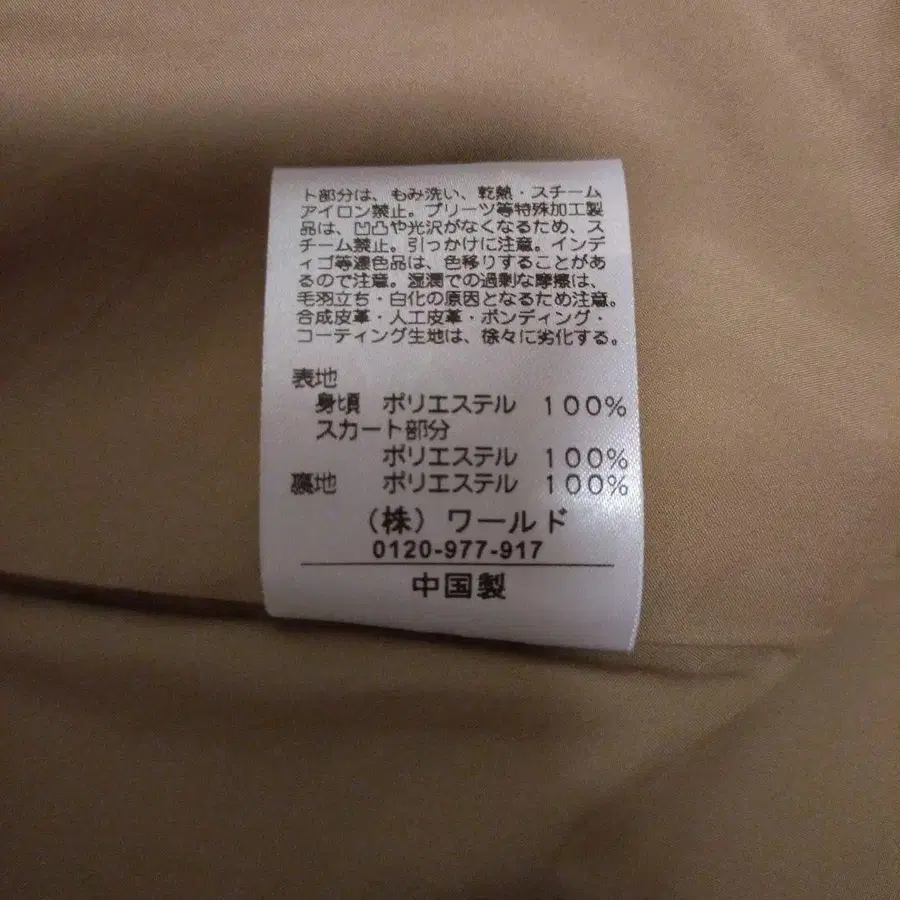 ト部分は、もみ洗い、乾熱・スチーム
アイロン禁止。プリーツ等特殊加工製
品は、凹凸や光沢がなくなるため、ス
チーム禁止。引っかけに注意。インデ
ィゴ等濃色品は、色移りすることがあ
るので注意。湿潤での過剰な摩擦は、
毛羽立ち・白化の原因となるため注意。
合成皮革・人工皮革・ボンディング・
コーティング生地は、徐々に劣化する。
表地
身頃 ポリエステル 100%
スカート部分
ポリエステル 100%
裏地 ポリエステル 100%
(株)ワールド
0120-977-917
中国製